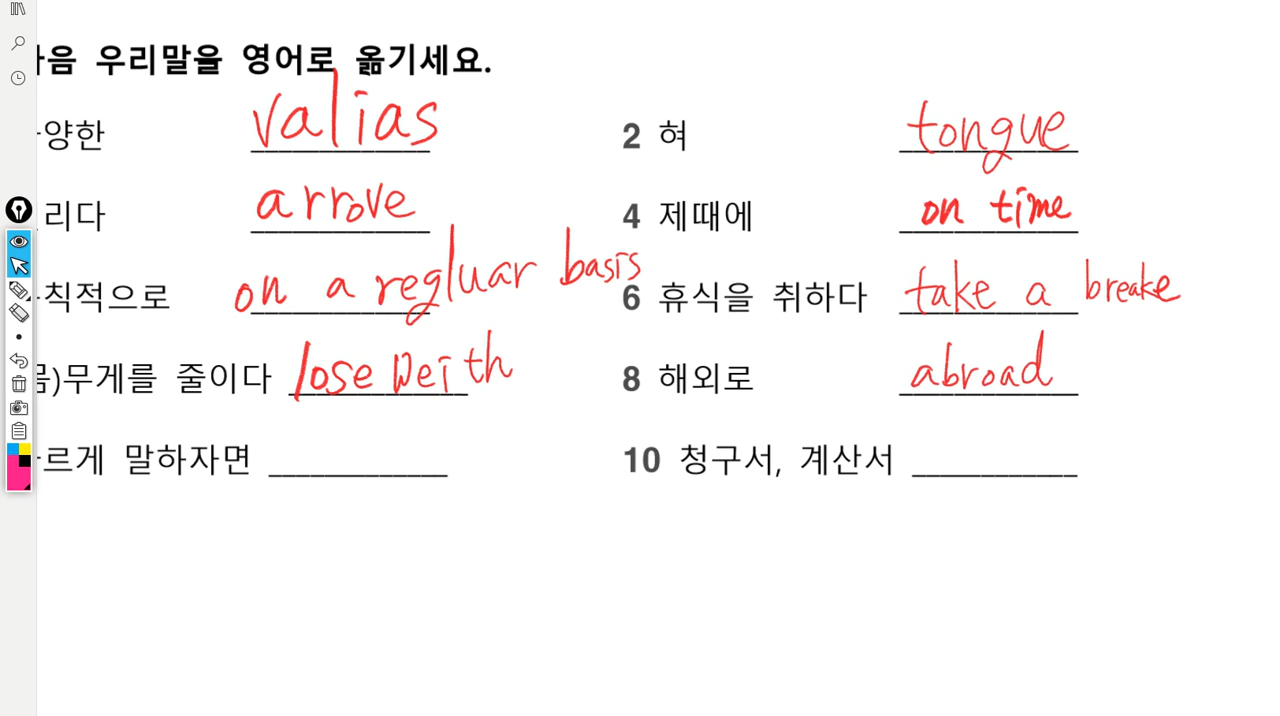 음 우리말을 영어로 옮기세요.
양한 valias 2 혀 tongue
리다 arrove 4 제때에 on time
칙적으로 on a regluar basis 6 휴식을 취하다 take a breake
)무게를 줄이다 lose weith 8 해외로 abroad
르게 말하자면 ____________ 10 청구서, 계산서 ___________